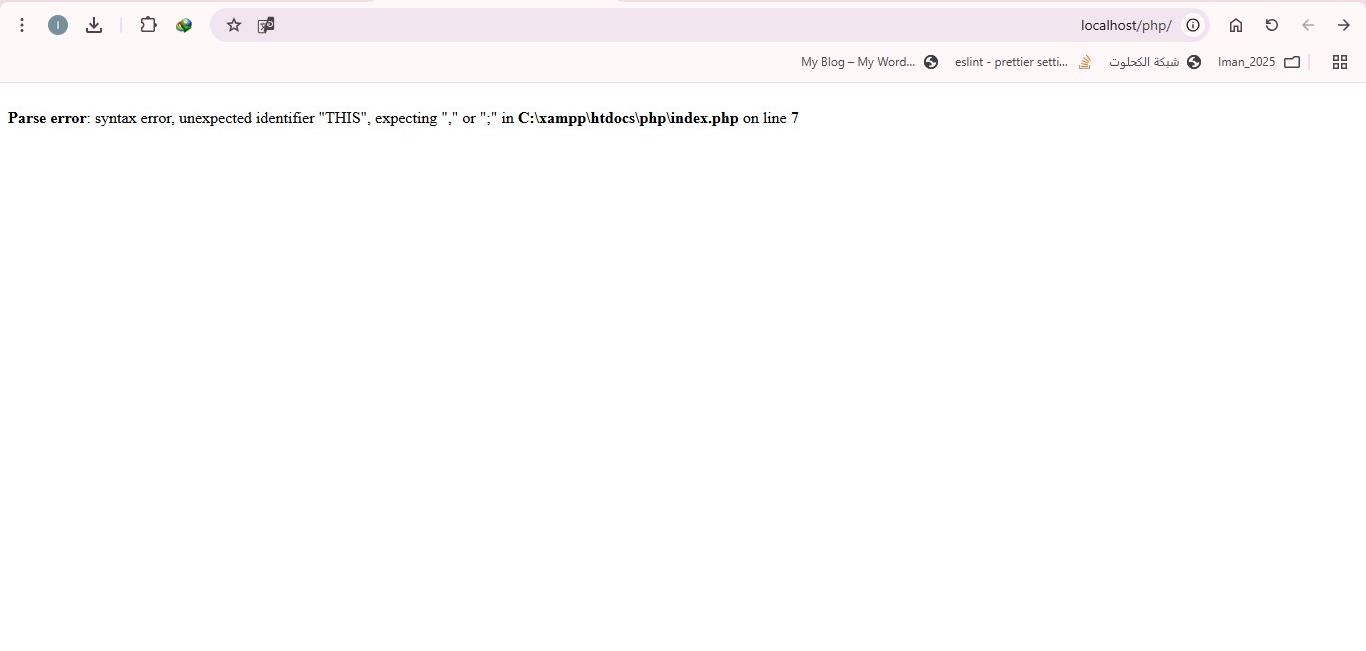 localhost/php/
My Blog – My Word...
eslint - prettier setti...
شبكة الكحلوت
Iman_2025
Parse error: syntax error, unexpected identifier "THIS", expecting "," or ";" in C:\xampp\htdocs\php\index.php on line 7